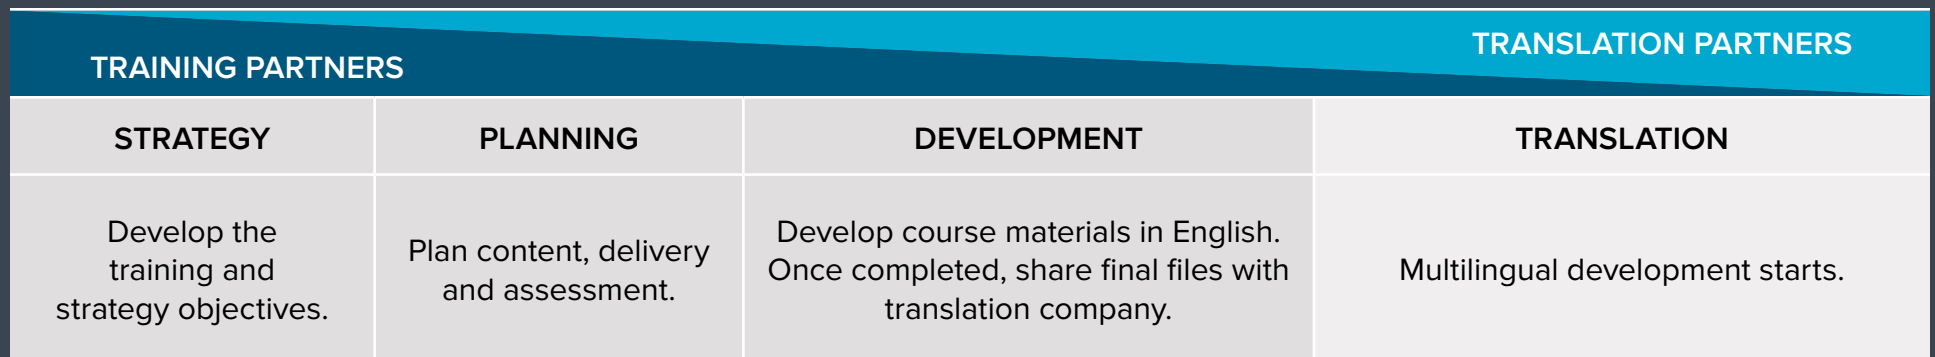 TRAINING PARTNERS
TRANSLATION PARTNERS
STRATEGY
PLANNING
DEVELOPMENT
TRANSLATION
Develop the
training and
strategy objectives.
Plan content, delivery
and assessment.
Develop course materials in English.
Once completed, share final files with
translation company.
Multilingual development starts.